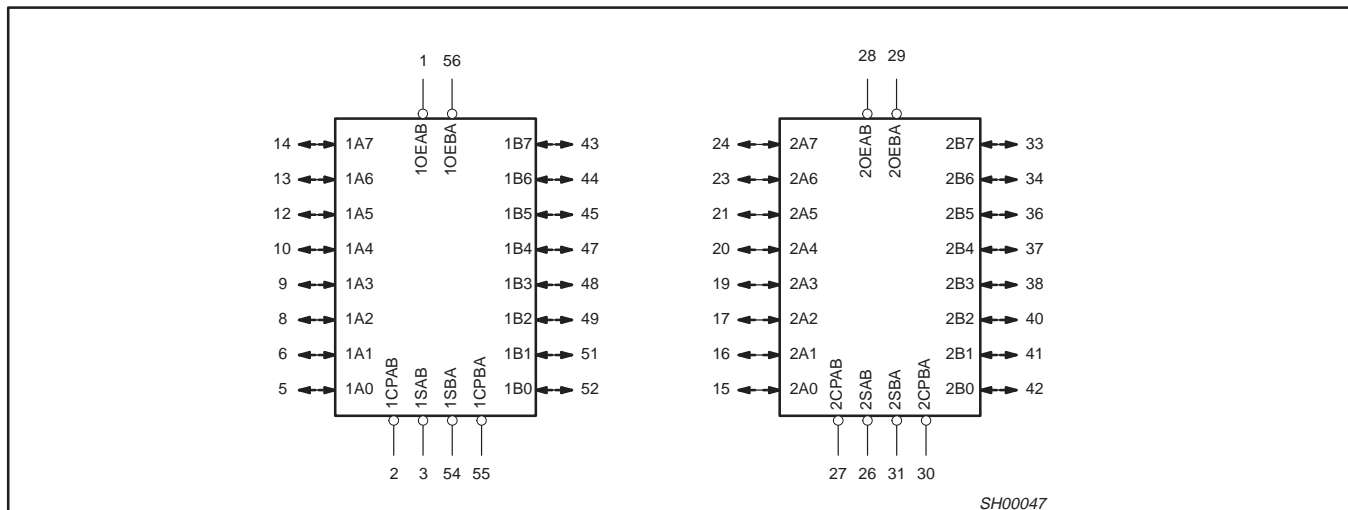 1 56
28 29
1OEAB
1OEBA
2OEAB
2OEBA
14 1A7 1B7 43
13 1A6 1B6 44
12 1A5 1B5 45
10 1A4 1B4 47
9 1A3 1B3 48
8 1A2 1B2 49
6 1A1 1B1 51
5 1A0 1B0 52
1CPAB
1SAB
1SBA
1CPBA
2 3 54 55
24 2A7 2B7 33
23 2A6 2B6 34
21 2A5 2B5 36
20 2A4 2B4 37
19 2A3 2B3 38
17 2A2 2B2 40
16 2A1 2B1 41
15 2A0 2B0 42
2CPAB
2SAB
2SBA
2CPBA
27 26 31 30
SH00047